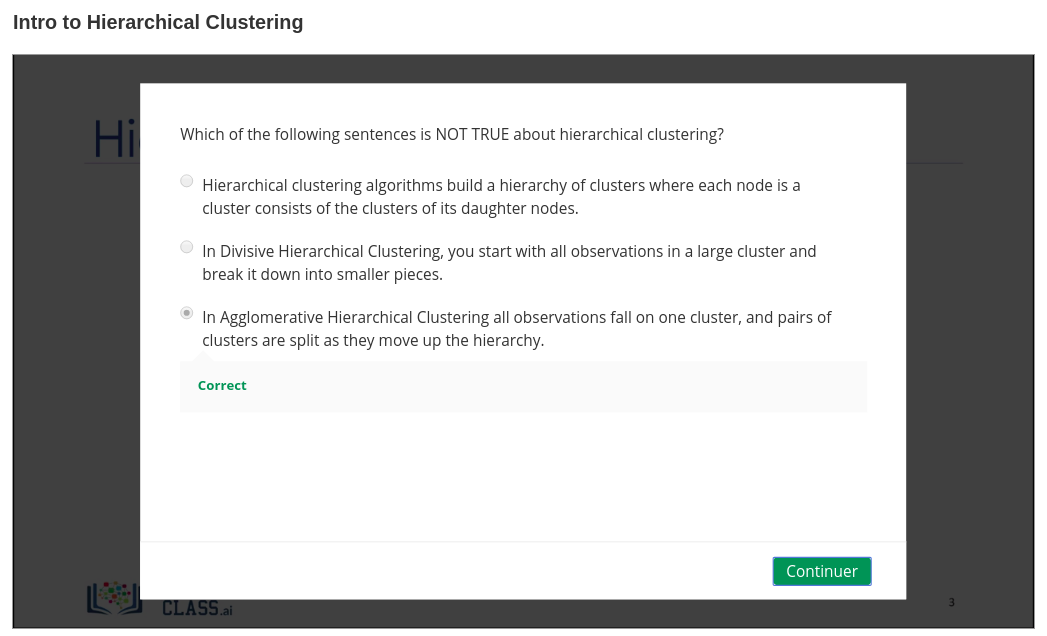 Intro to Hierarchical Clustering
Hi
Which of the following sentences is NOT TRUE about hierarchical clustering?
Hierarchical clustering algorithms build a hierarchy of clusters where each node is a
cluster consists of the clusters of its daughter nodes.
In Divisive Hierarchical Clustering, you start with all observations in a large cluster and
break it down into smaller pieces.
In Agglomerative Hierarchical Clustering all observations fall on one cluster, and pairs of
clusters are split as they move up the hierarchy.
Correct
Continuer
CLASS.ai
3